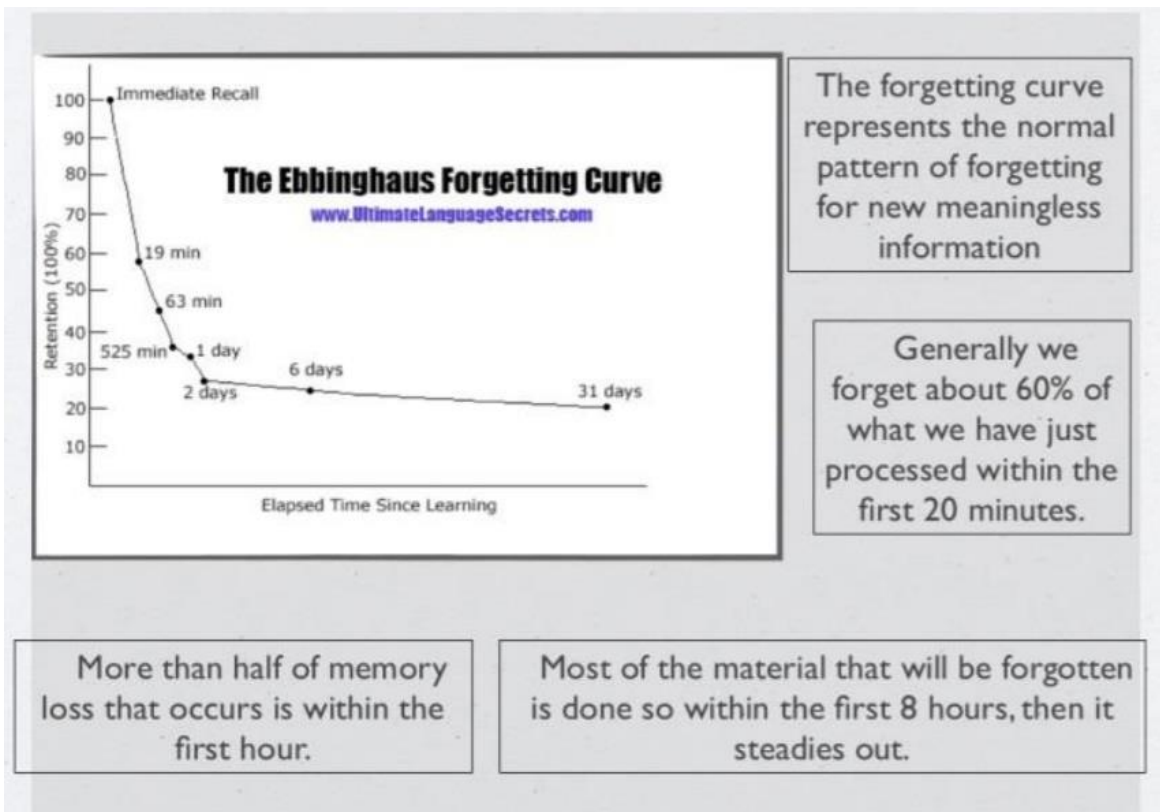 100
Immediate Recall
90
80
70
60
50
40
30
20
10
Retention (100%)
The Ebbinghaus Forgetting Curve
www.UltimateLanguageSecrets.com
19 min
63 min
525 min
1 day
2 days
6 days
31 days
Elapsed Time Since Learning
The forgetting curve
represents the normal
pattern of forgetting
for new meaningless
information
Generally we
forget about 60% of
what we have just
processed within the
first 20 minutes.
More than half of memory
loss that occurs is within the
first hour.
Most of the material that will be forgotten
is done so within the first 8 hours, then it
steadies out.